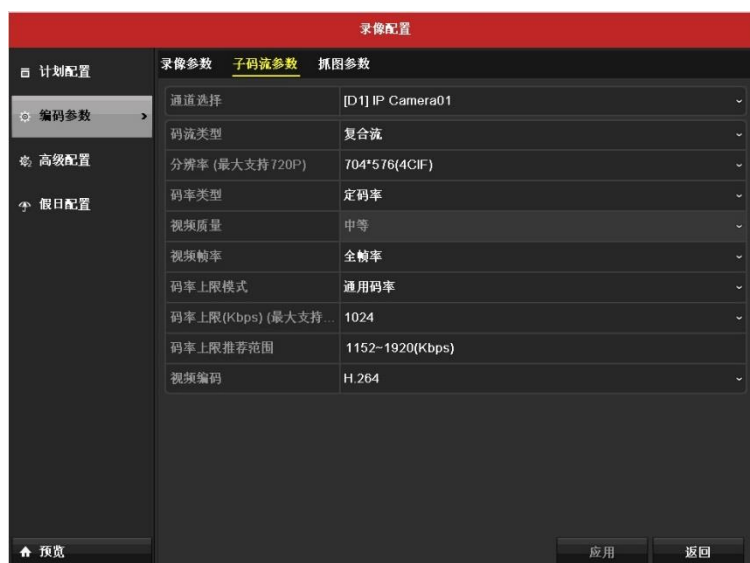 录像配置
计划配置
编码参数
高级配置
假日配置
预览
录像参数 子码流参数 抓图参数
通道选择 [D1] IP Camera01
码流类型 复合流
分辨率 (最大支持720P) 704*576(4CIF)
码率类型 定码率
视频质量 中等
视频帧率 全帧率
码率上限模式 通用码率
码率上限(Kbps) (最大支持... 1024
码率上限推荐范围 1152~1920(Kbps)
视频编码 H.264
应用 返回